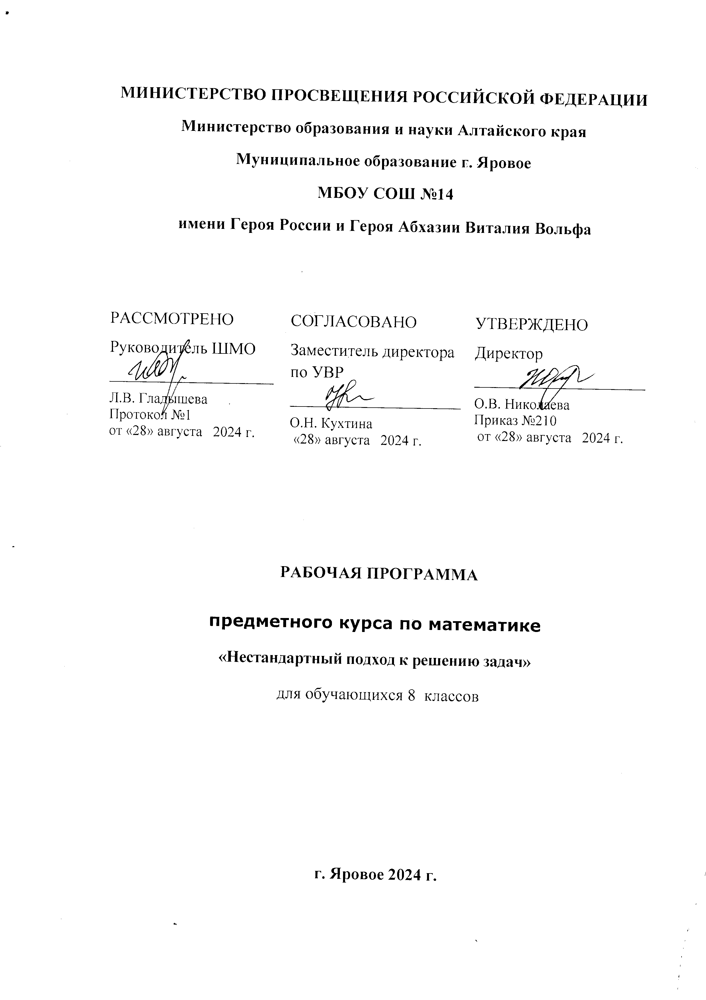 МИНИСТЕРСТВО ПРОСВЕЩЕНИЯ РОССИЙСКОЙ ФЕДЕРАЦИИ
Министерство образования и науки Алтайского края
Муниципальное образование г. Яровое
МБОУ СОШ №14
имени Героя России и Героя Абхазии Виталия Вольфа
РАССМОТРЕНО
Руководитель ШМО
Л.В. Гладышева
Протокол №1
от «28» августа 2024 г.
СОГЛАСОВАНО
Заместитель директора
по УВР
О.Н. Кухтина
«28» августа 2024 г.
УТВЕРЖДЕНО
Директор
О.В. Николаева
Приказ №210
от «28» августа 2024 г.
РАБОЧАЯ ПРОГРАММА
предметного курса по математике
«Нестандартный подход к решению задач»
для обучающихся 8 классов
г. Яровое 2024 г.